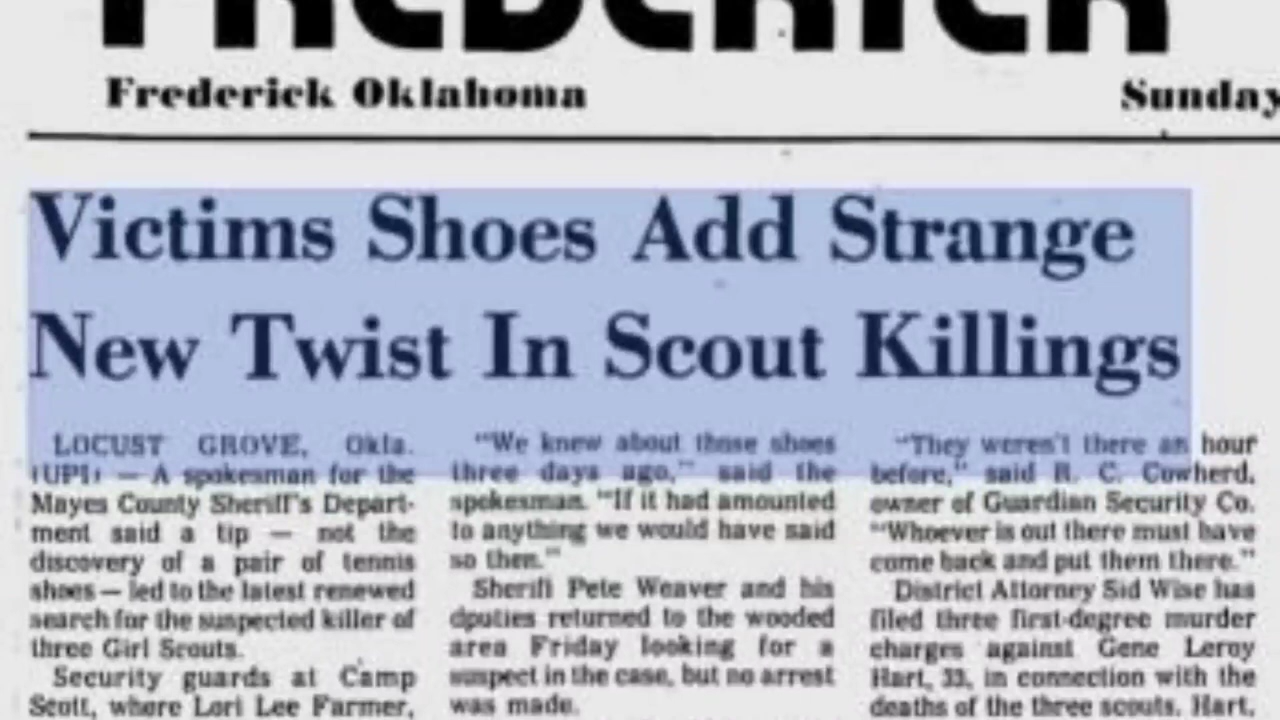 FREDERICK
Frederick Oklahoma
Sunday
Victims Shoes Add Strange
New Twist In Scout Killings
LOCUST GROVE, Okla.
(UPI) — A spokesman for the
Mayes County Sheriff's Depart-
ment said a tip — not the
discovery of a pair of tennis
shoes — led to the latest renewed
search for the suspected killer of
three Girl Scouts.
Security guards at Camp
Scott, where Lori Lee Farmer,
"We knew about those shoes
three days ago," said the
spokesman. "If it had amounted
to anything we would have said
so then."
Sheriff Pete Weaver and his
dputies returned to the wooded
area Friday looking for a
suspect in the case, but no arrest
was made.
"They weren't there an hour
before," said R. C. Cowherd,
owner of Guardian Security Co.
"Whoever is out there must have
come back and put them there."
District Attorney Sid Wise has
filed three first-degree murder
charges against Gene Leroy
Hart, 33, in connection with the
deaths of the three scouts. Hart,